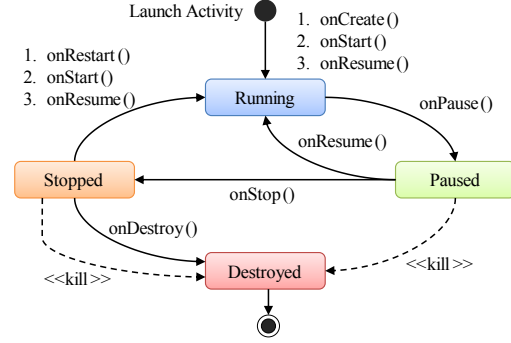 Launch Activity
1. onCreate()
2. onStart()
3. onResume()
1. onRestart()
2. onStart()
3. onResume()
Running
onPause()
onResume()
Stopped
Paused
onStop()
onDestroy()
<<kill>>
<<kill>>
Destroyed